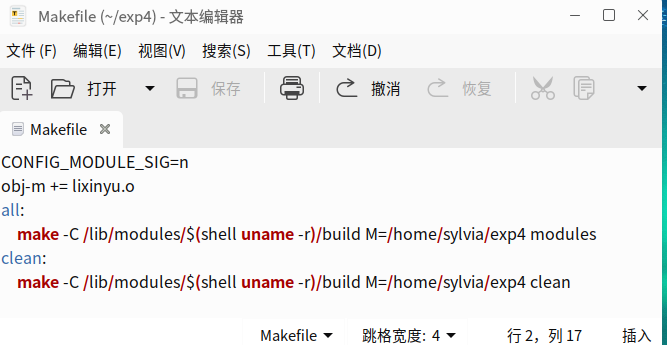 Makefile (~/exp4) - 文本编辑器
文件 (F) 编辑(E) 视图(V) 搜索(S) 工具(T) 文档(D)
打开 保存 撤消 恢复
Makefile
CONFIG_MODULE_SIG=n
obj-m += lixinyu.o
all:
make -C /lib/modules/$(shell uname -r)/build M=/home/sylvia/exp4 modules
clean:
make -C /lib/modules/$(shell uname -r)/build M=/home/sylvia/exp4 clean
Makefile 跳格宽度: 4 行 2，列 17 插入